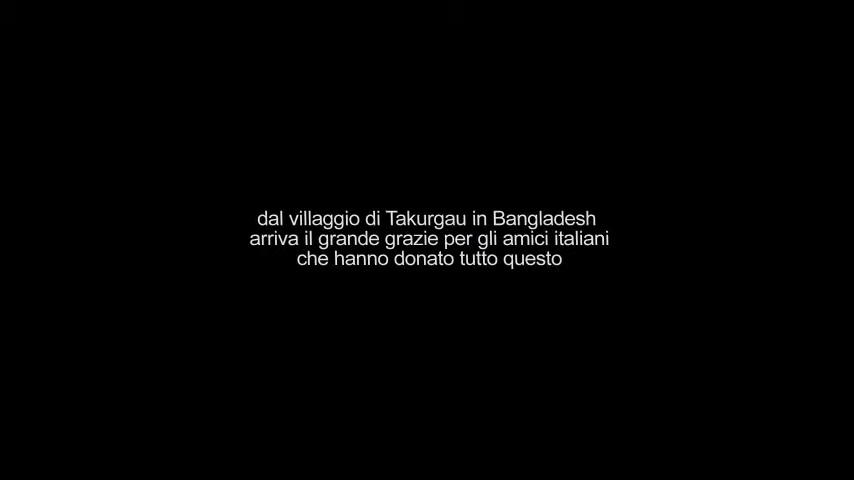 dal villaggio di Takurgau in Bangladesh
arriva il grande grazie per gli amici italiani
che hanno donato tutto questo